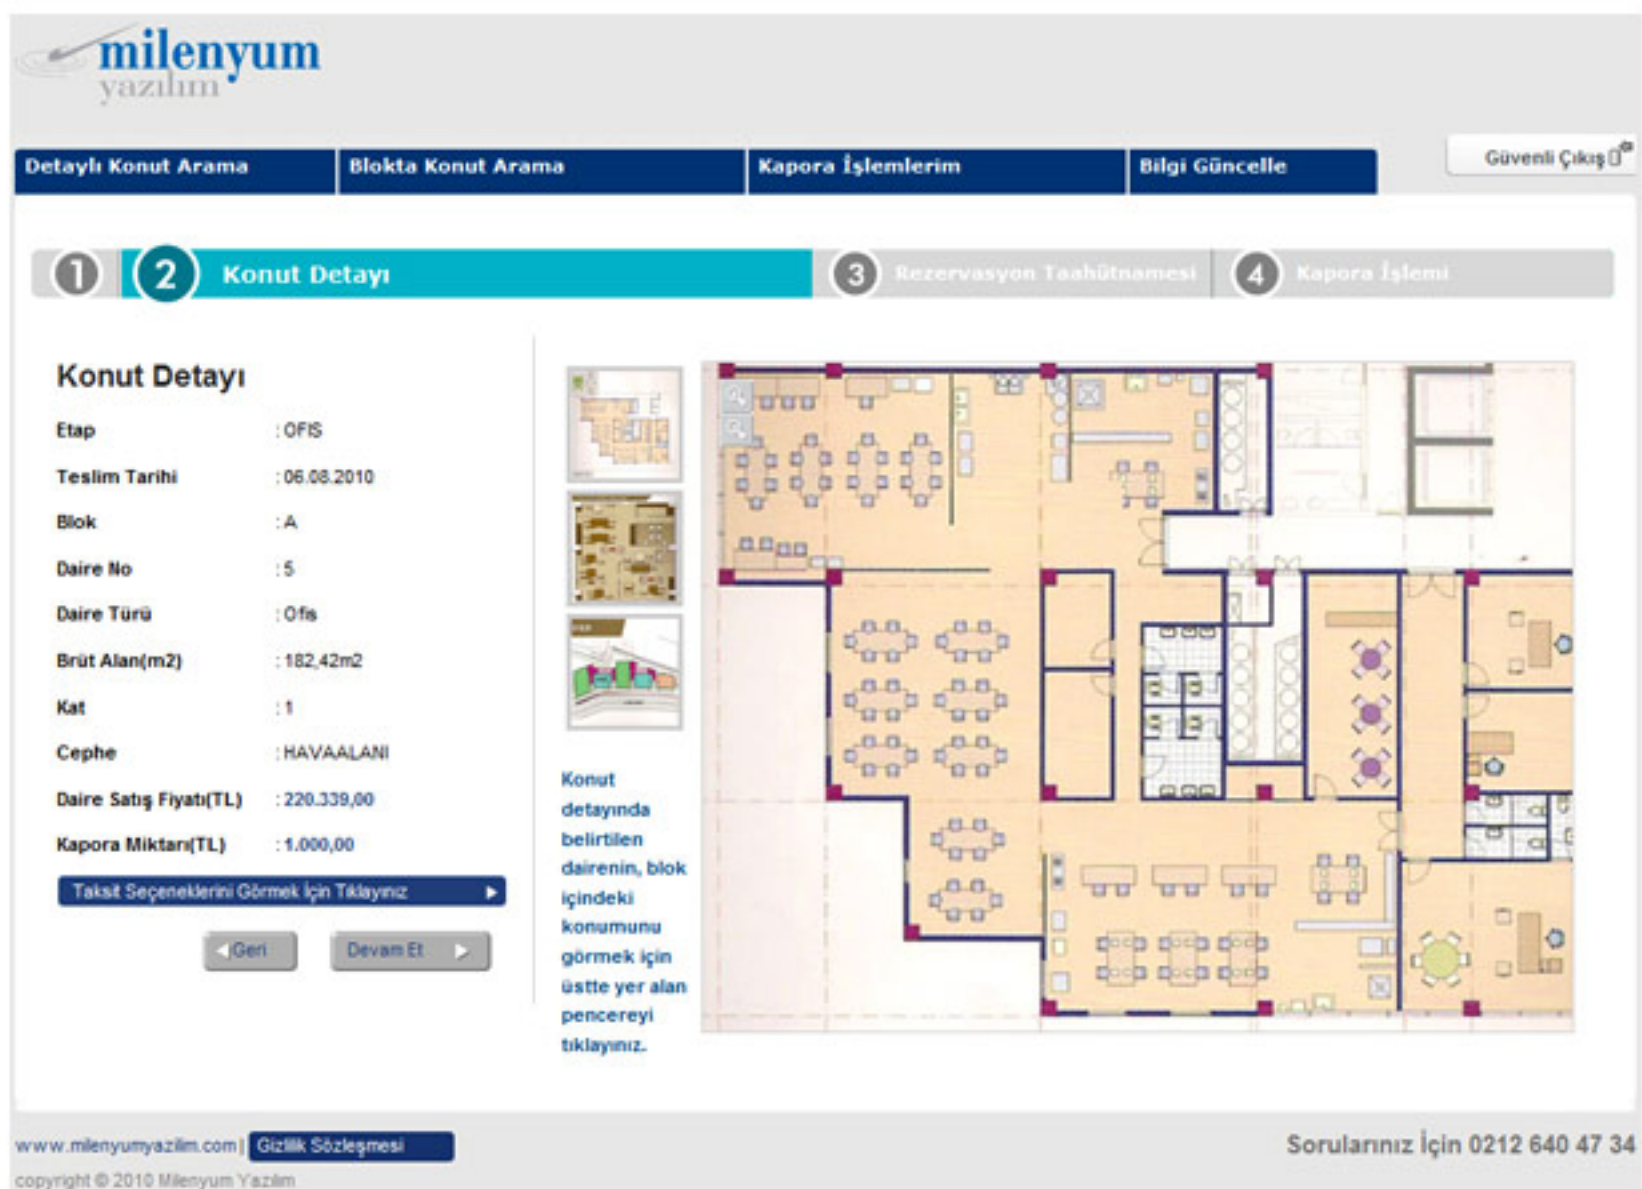 milenyum
yazılım
Detaylı Konut Arama
Blokta Konut Arama
Kapora İşlemlerim
Bilgi Güncelle
Güvenli Çıkış
1
2 Konut Detayı
3 Rezervasyon Taahütnamesi
4 Kapora İşlemi
Konut Detayı
Etap : OFIS
Teslim Tarihi : 06.08.2010
Blok : A
Daire No : 5
Daire Türü : Ofis
Brüt Alan(m2) : 182,42m2
Kat : 1
Cephe : HAVAALANI
Daire Satış Fiyatı(TL) : 220.339,00
Kapora Miktarı(TL) : 1.000,00
Taksit Seçeneklerini Görmek İçin Tıklayınız
Geri
Devam Et
Konut
detayında
belirtilen
dairenin, blok
içindeki
konumunu
görmek için
üstte yer alan
pencereyi
tıklayınız.
www.milenyumyazilim.com |
Gizlilik Sözleşmesi
Sorularınız İçin 0212 640 47 34
copyright © 2010 Milenyum Yazılım